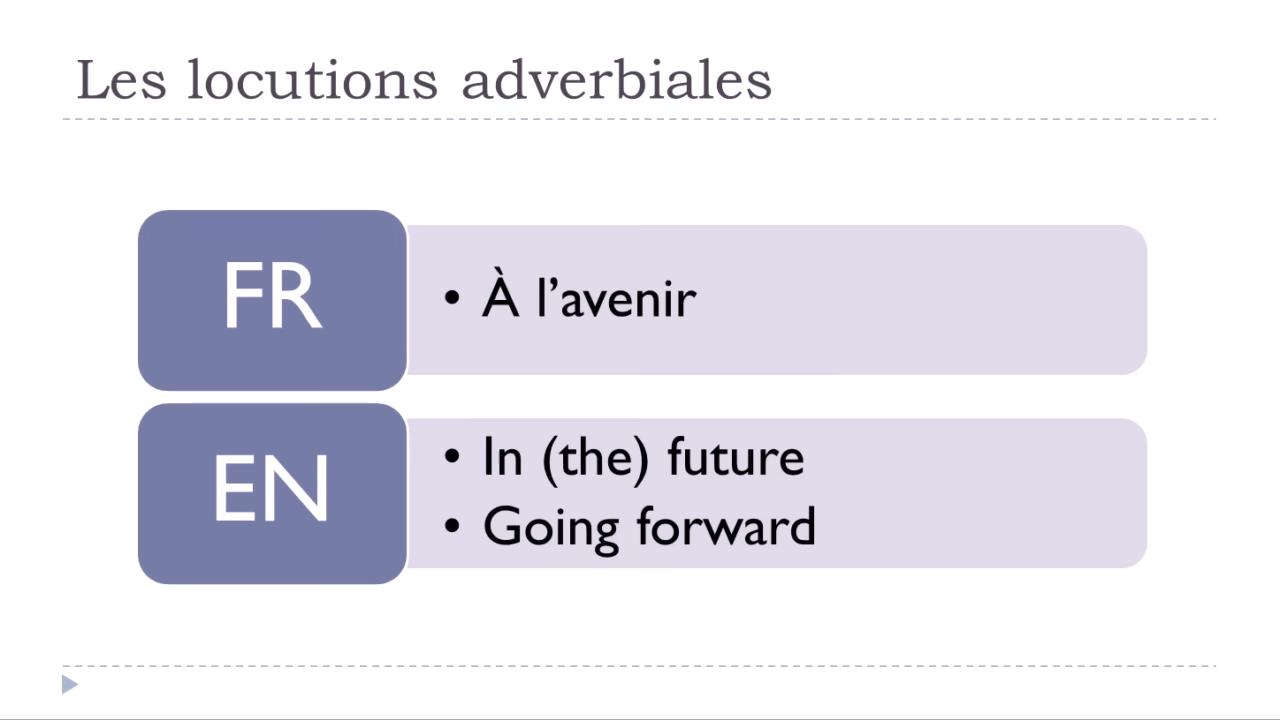 Les locutions adverbiales
FR
• À l’avenir
EN
• In (the) future
• Going forward